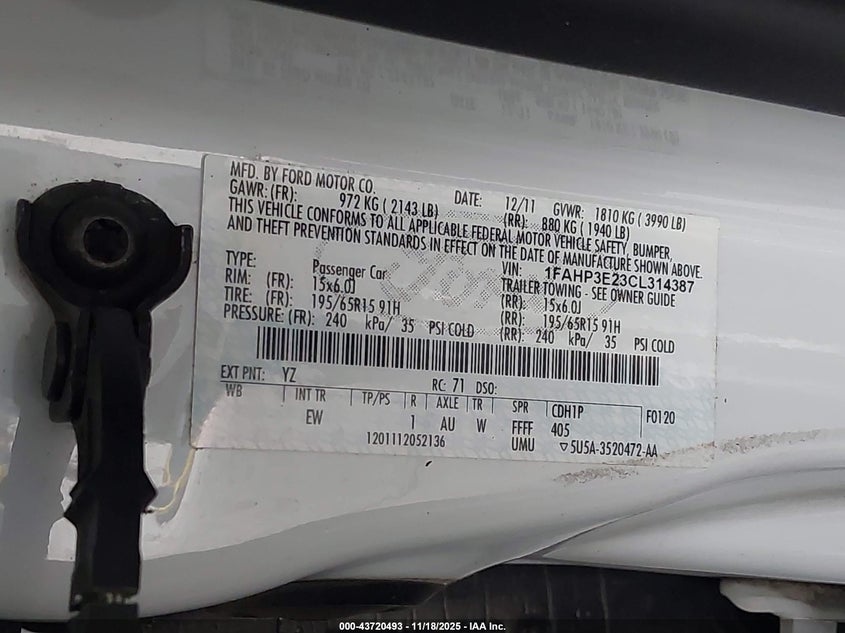 MFD. BY FORD MOTOR CO. DATE: 12/11 GVWR: 1810 KG ( 3990 LB)
GAWR: (FR): 972 KG ( 2143 LB) (RR): 880 KG ( 1940 LB)
THIS VEHICLE CONFORMS TO ALL APPLICABLE FEDERAL MOTOR VEHICLE SAFETY, BUMPER,
AND THEFT PREVENTION STANDARDS IN EFFECT ON THE DATE OF MANUFACTURE SHOWN ABOVE.
VIN: 1FAHP3E23CL314387
TYPE: Passenger Car TRAILER TOWING - SEE OWNER GUIDE
RIM: (FR): 15x6.0J (RR): 15x6.0J
TIRE: (FR): 195/65R15 91H (RR): 195/65R15 91H
PRESSURE: (FR): 240 kPa/ 35 PSI COLD (RR): 240 kPa/ 35 PSI COLD
EXT PNT: YZ RC: 71 DSO:
WB INT TR TP/PS R AXLE TR SPR CDH1P F0120
EW 1 AU W FFFF 405
1201112052136 UMU ▽5U5A-3520472-AA
000-43720493 - 11/18/2025 - IAA Inc.